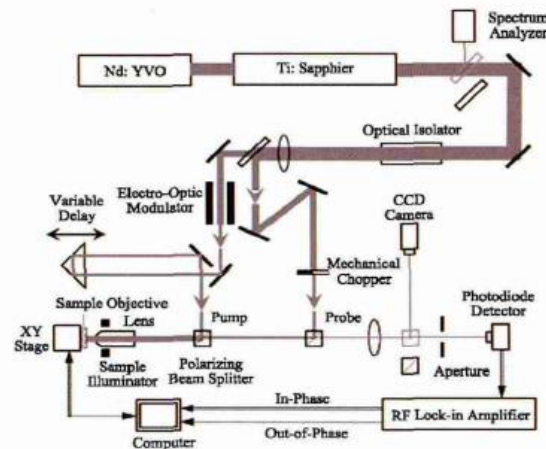 Spectrum
Analyzer
Nd: YVO
Ti: Sapphier
Optical Isolator
Electro-Optic
Modulator
CCD
Camera
Variable
Delay
Mechanical
Chopper
Photodiode
Detector
Sample Objective
Lens
Pump
Probe
XY
Stage
Sample
Illuminator
Polarizing
Beam Splitter
Aperture
In-Phase
RF Lock-in Amplifier
Out-of-Phase
Computer